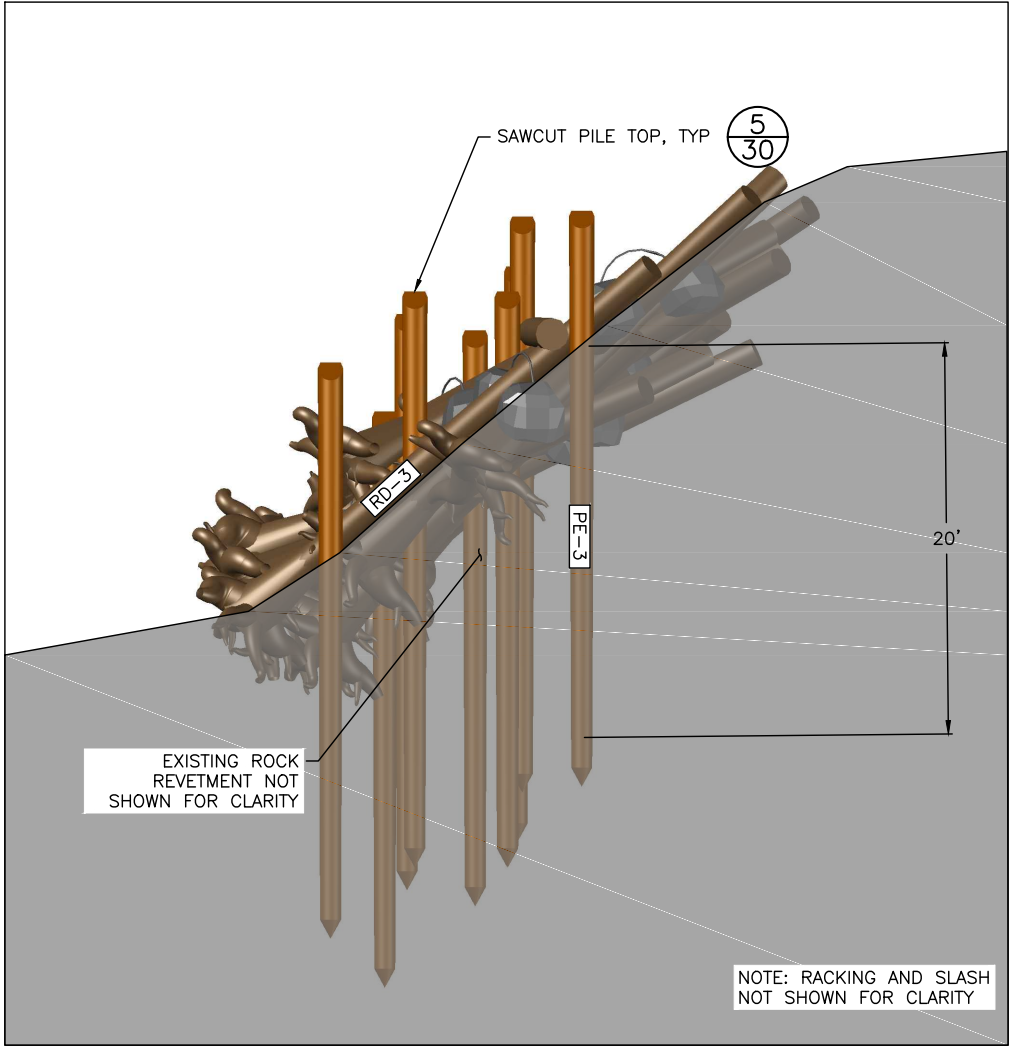 SAWCUT PILE TOP, TYP
5
30
RD-3
PE-3
20'
EXISTING ROCK
REVETMENT NOT
SHOWN FOR CLARITY
NOTE: RACKING AND SLASH
NOT SHOWN FOR CLARITY